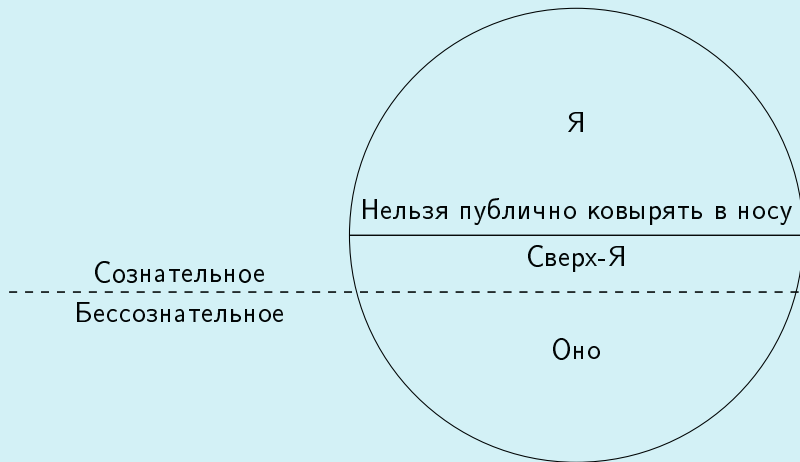 Я
Нельзя публично ковырять в носу
Сверх-Я
Сознательное
Бессознательное
Оно